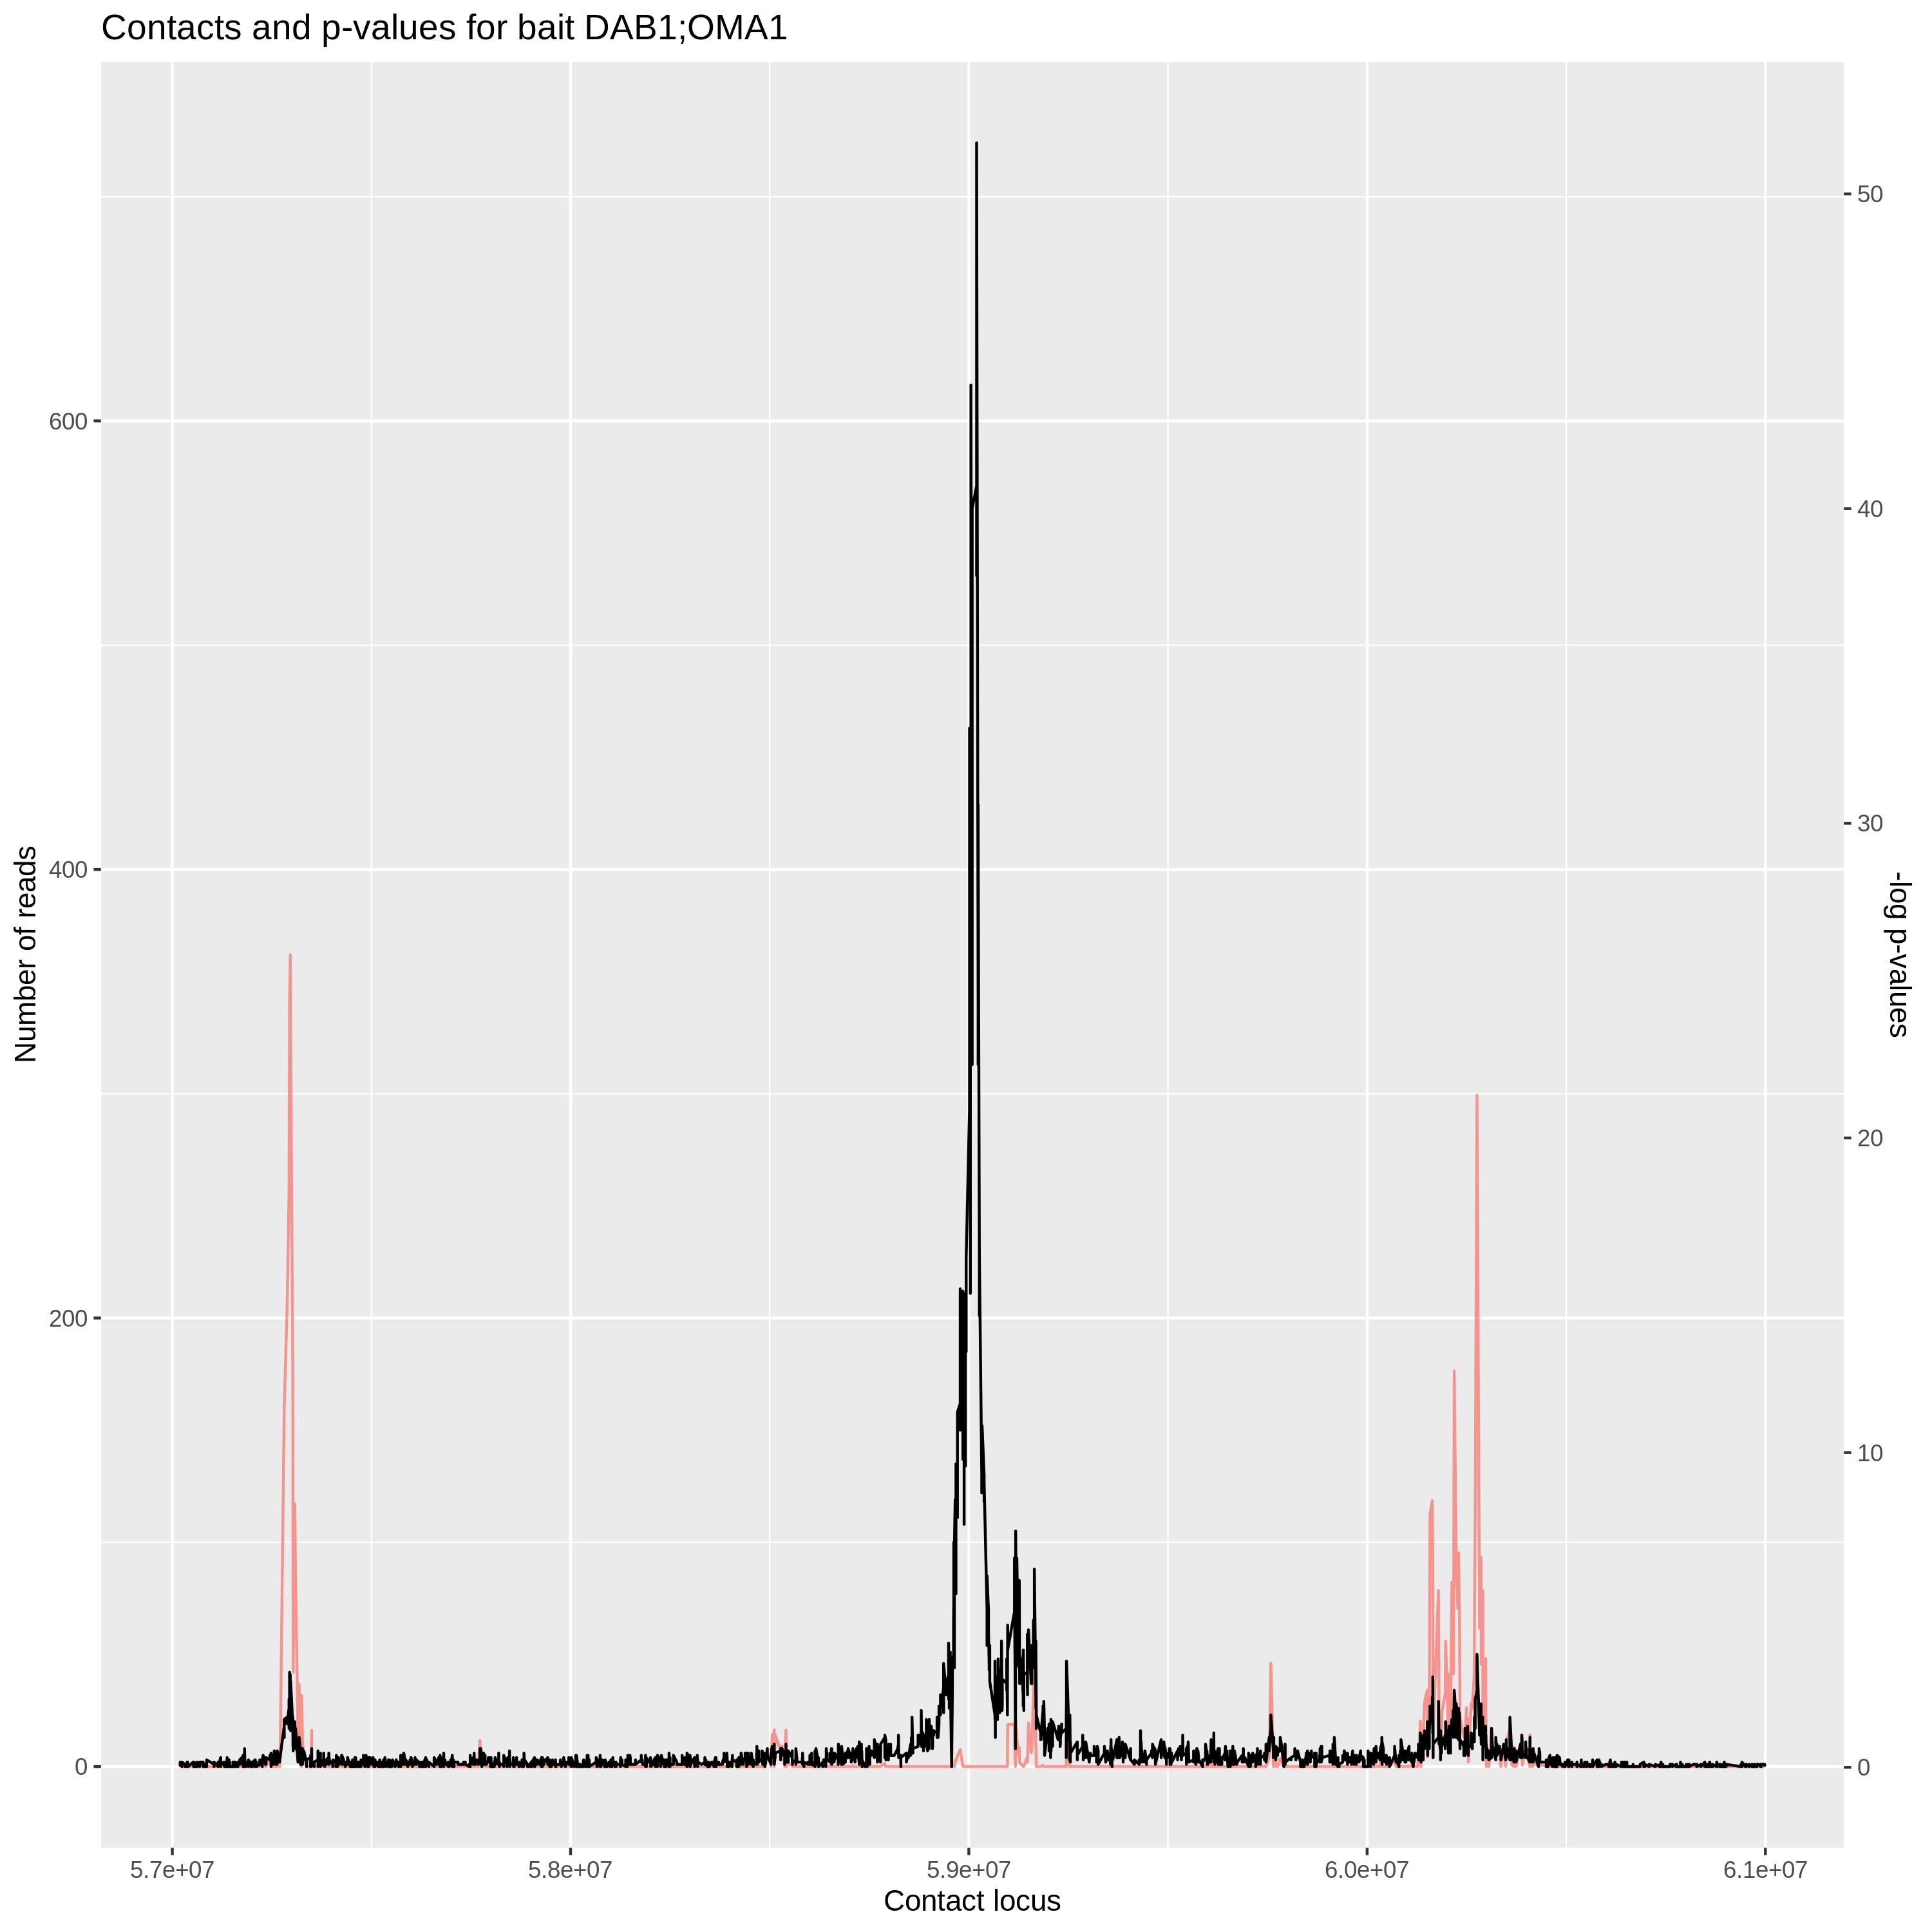 Contacts and p-values for bait DAB1;OMA1
Number of reads
600
400
200
0
50
40
30
20
10
0
-log p-values
5.7e+07 5.8e+07 5.9e+07 6.0e+07 6.1e+07
Contact locus